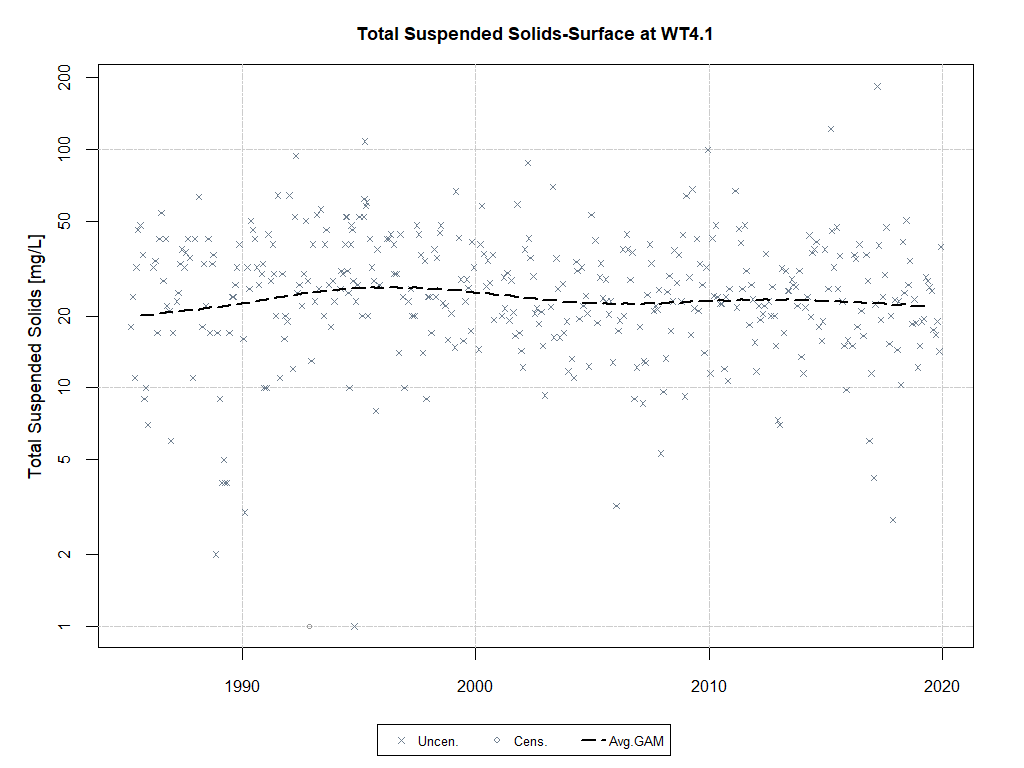 Total Suspended Solids-Surface at WT4.1
Total Suspended Solids [mg/L]
200
100
50
20
10
5
2
1
1990 2000 2010 2020
Uncen. Cens. Avg.GAM